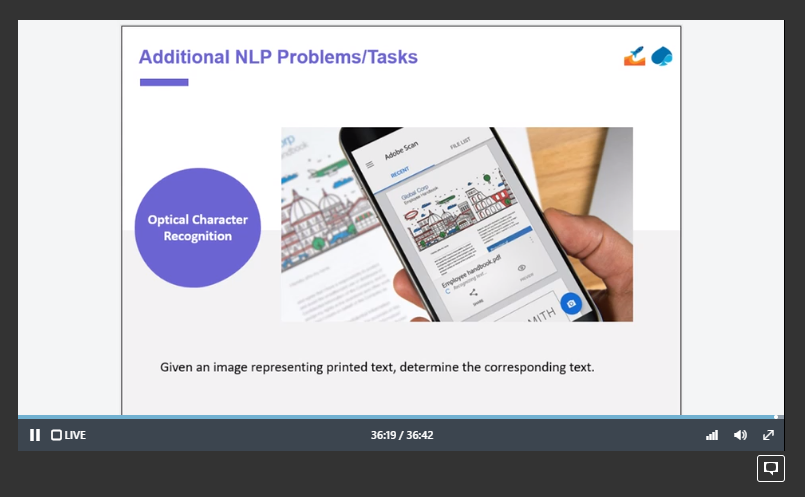 Additional NLP Problems/Tasks
Optical Character
Recognition
Adobe Scan
RECENT
FILE LIST
Global Corp
Employee Handbook
Employee handbook.pdf
Recognizing text...
SHARE
PREVIEW
SMITH
Given an image representing printed text, determine the corresponding text.
LIVE
36:19 / 36:42